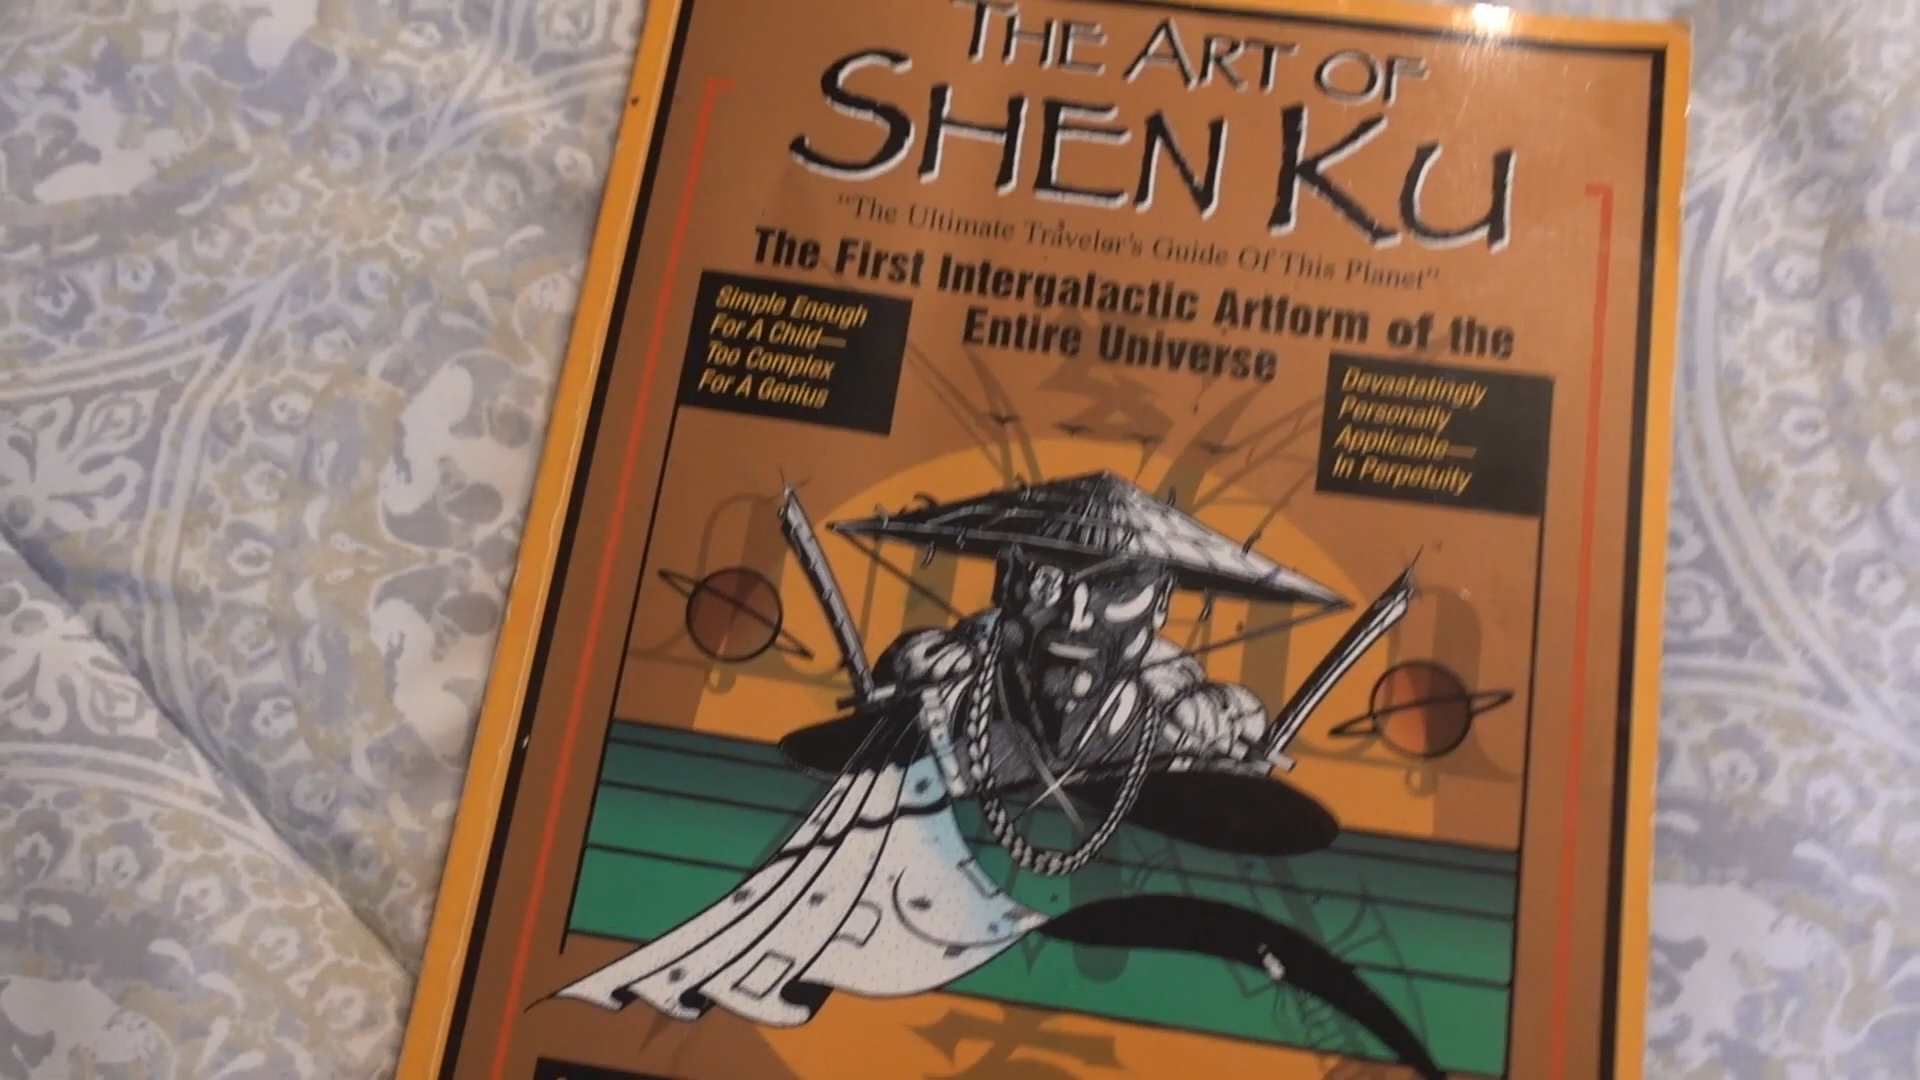 THE ART OF
SHEN KU
"The Ultimate Traveler's Guide Of This Planet"
The First Intergalactic Artform of the
Entire Universe
Simple Enough
For A Child—
Too Complex
For A Genius
Devastatingly
Personally
Applicable—
In Perpetuity